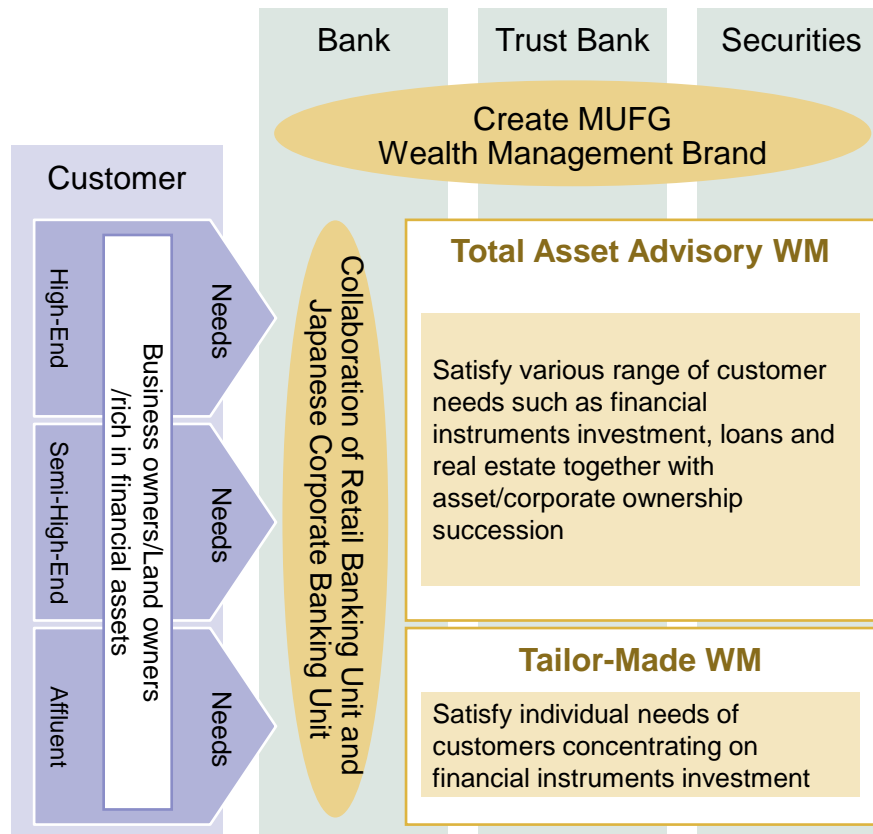 Bank
Trust Bank
Securities
Create MUFG
Wealth Management Brand
Customer
High-End
Needs
Semi-High-End
Needs
Affluent
Needs
Business owners/Land owners
/rich in financial assets
Collaboration of Retail Banking Unit and
Japanese Corporate Banking Unit
Total Asset Advisory WM
Satisfy various range of customer
needs such as financial
instruments investment, loans and
real estate together with
asset/corporate ownership
succession
Tailor-Made WM
Satisfy individual needs of
customers concentrating on
financial instruments investment